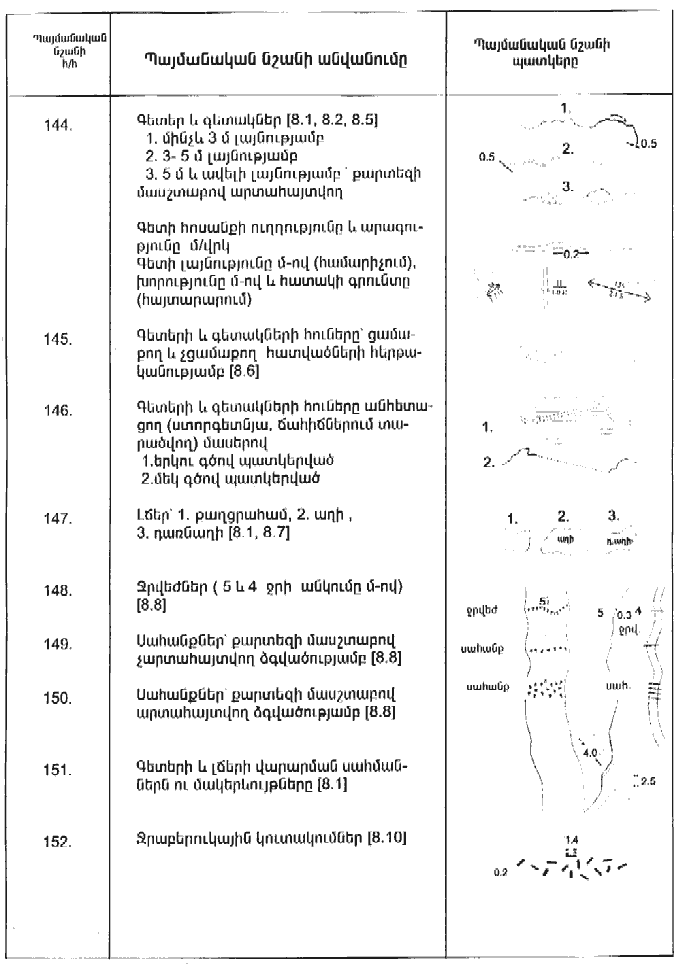 Պայմանական
նշանի
հ/հ
Պայմանական նշանի անվանումը
Պայմանական նշանի
պատկերը
144.
Գետեր և գետակներ [8.1, 8.2, 8.5]
1. մինչև 3 մ լայնությամբ
2. 3- 5 մ լայնությամբ
3. 5 մ և ավելի լայնությամբ՝ քարտեզի
մասշտաբով արտահայտվող
1.
0.5
2.
0.5
3.
Գետի հոսանքի ուղղությունը և արագու-
թյունը մ/վրկ
Գետի լայնությունը մ-ով (համարիչում),
խորությունը մ-ով և հատակի գրունտը
(հայտարարում)
0.2
145.
Գետերի և գետակների հուները՝ ցամա-
քող և չցամաքող հատվածների հերթա-
կանությամբ [8.6]
146.
Գետերի և գետակների հուները անհետա-
ցող (ստորգետնյա, ճահիճներում տա-
րածվող) մասերով
1.երկու գծով պատկերված
2.մեկ գծով պատկերված
1.
2.
147.
Լճեր՝ 1. քաղցրահամ, 2. աղի ,
3. դառնաղի [8.1, 8.7]
1. 2. 3.
աղի դ.աղի
148.
Ջրվեժներ ( 5 և 4 ջրի անկումը մ-ով)
[8.8]
ջրվեժ 5 5 0.3 4
ջրվ.
149.
Սահանքներ՝ քարտեզի մասշտաբով
չարտահայտվող ձգվածությամբ [8.8]
սահանք
150.
Սահանքներ՝ քարտեզի մասշտաբով
արտահայտվող ձգվածությամբ [8.8]
սահանք սահ.
151.
Գետերի և լճերի վարարման սահման-
ներն ու մակերևույթները [8.1]
4.0
2.5
152.
Ջրաբերուկային կուտակումներ [8.10]
1.4
0.2